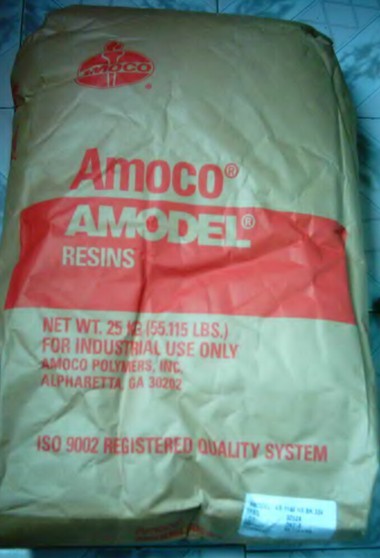 AMOCO
®
Amoco®
AMODEL®
RESINS
NET WT. 25 KG (55.115 LBS.)
FOR INDUSTRIAL USE ONLY
AMOCO POLYMERS, INC.
ALPHARETTA, GA 30202
ISO 9002 REGISTERED QUALITY SYSTEM